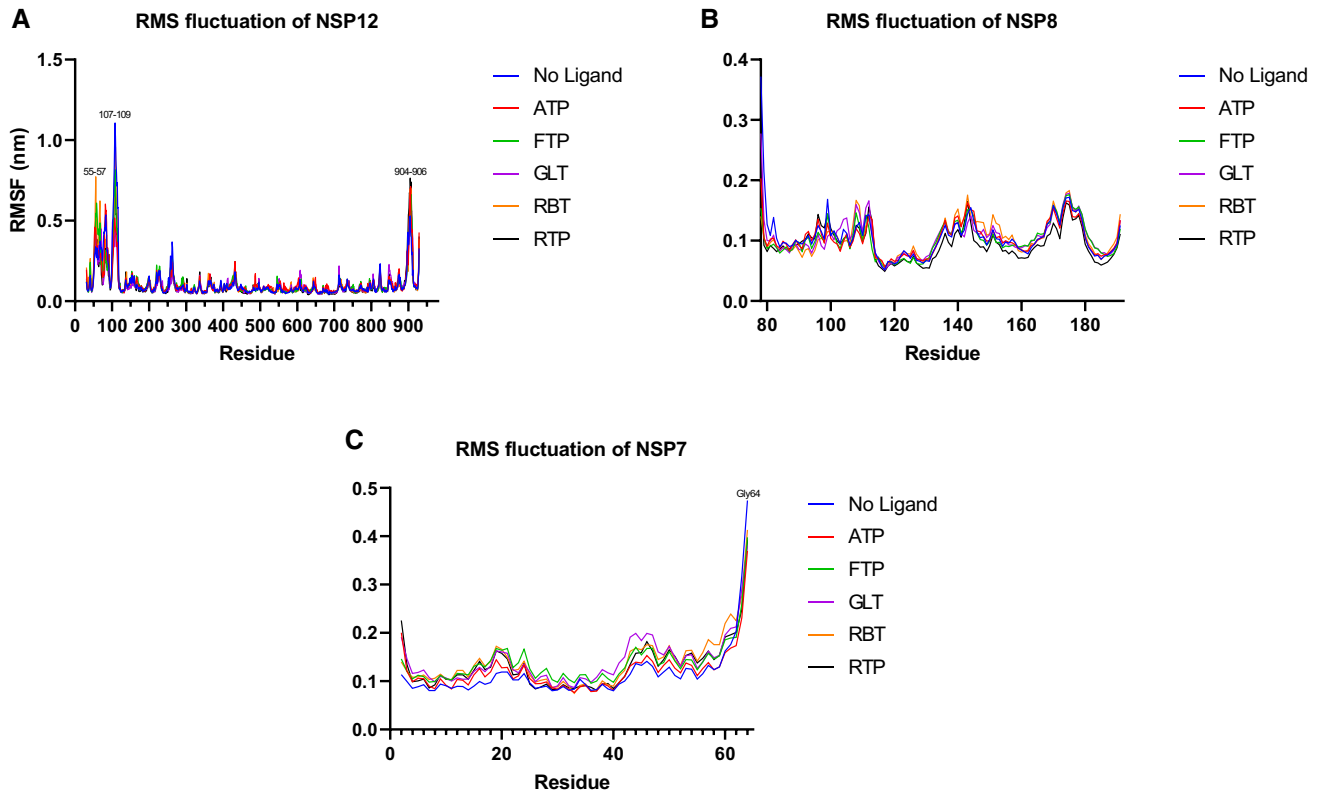 A
RMS fluctuation of NSP12
RMSF (nm)
1.5
1.0
0.5
0.0
55-57
107-109
904-906
0 100 200 300 400 500 600 700 800 900
Residue
No Ligand
ATP
FTP
GLT
RBT
RTP
B
RMS fluctuation of NSP8
0.4
0.3
0.2
0.1
0.0
80 100 120 140 160 180
Residue
No Ligand
ATP
FTP
GLT
RBT
RTP
C
RMS fluctuation of NSP7
0.5
0.4
0.3
0.2
0.1
0.0
Gly64
0 20 40 60
Residue
No Ligand
ATP
FTP
GLT
RBT
RTP